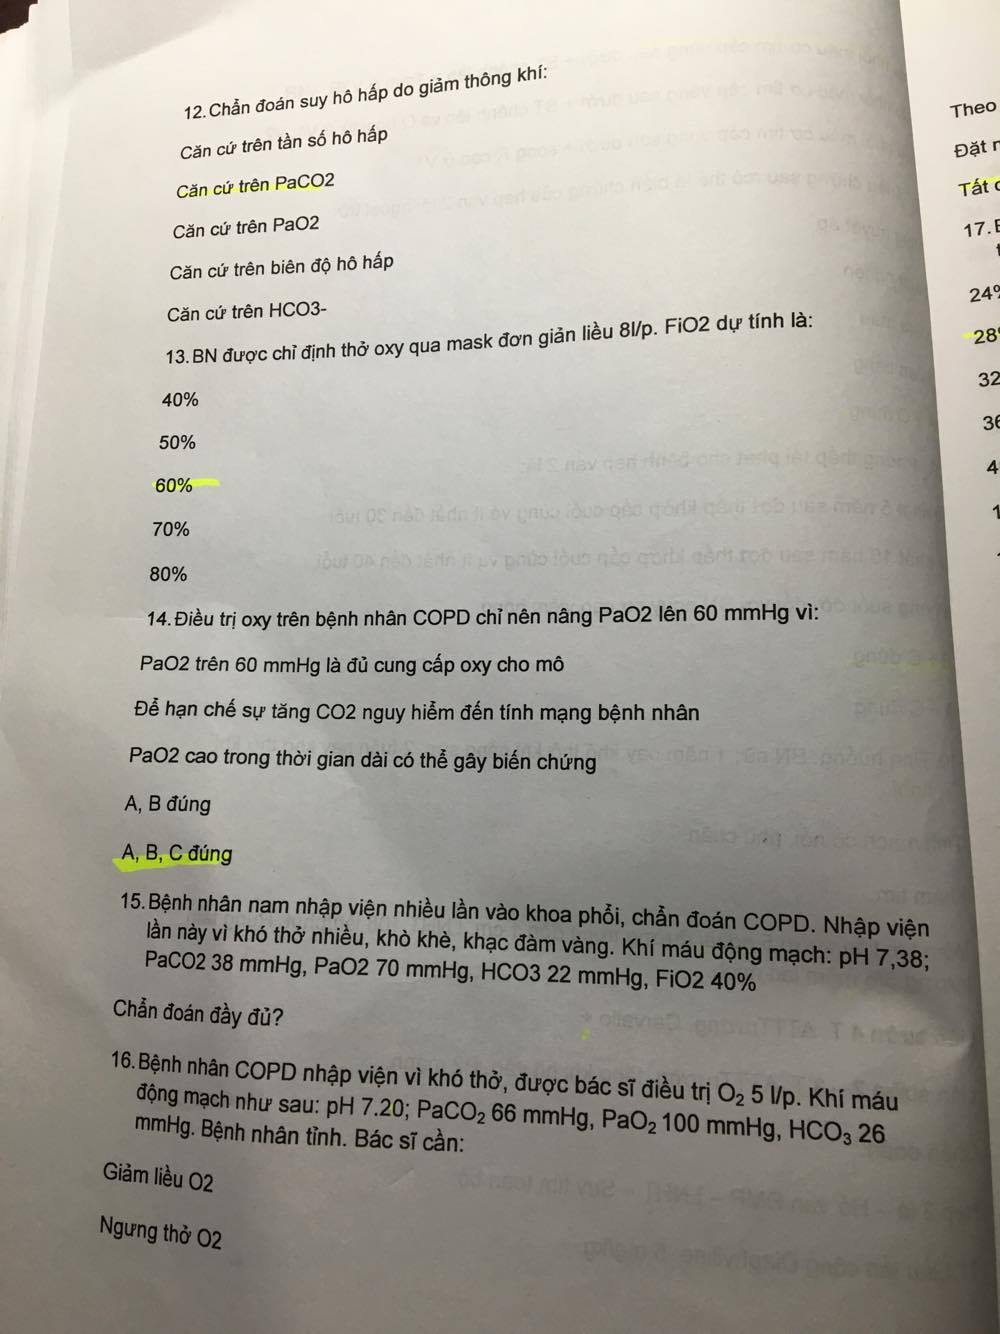 12. Chẩn đoán suy hô hấp do giảm thông khí:
Căn cứ trên tần số hô hấp
Căn cứ trên PaCO2
Căn cứ trên PaO2
Căn cứ trên biên độ hô hấp
Căn cứ trên HCO3-
13. BN được chỉ định thở oxy qua mask đơn giản liều 8l/p. FiO2 dự tính là:
40%
50%
60%
70%
80%
14. Điều trị oxy trên bệnh nhân COPD chỉ nên nâng PaO2 lên 60 mmHg vì:
PaO2 trên 60 mmHg là đủ cung cấp oxy cho mô
Để hạn chế sự tăng CO2 nguy hiểm đến tính mạng bệnh nhân
PaO2 cao trong thời gian dài có thể gây biến chứng
A, B đúng
A, B, C đúng
15. Bệnh nhân nam nhập viện nhiều lần vào khoa phổi, chẩn đoán COPD. Nhập viện
lần này vì khó thở nhiều, khò khè, khạc đàm vàng. Khí máu động mạch: pH 7,38;
PaCO2 38 mmHg, PaO2 70 mmHg, HCO3 22 mmHg, FiO2 40%
Chẩn đoán đầy đủ?
16. Bệnh nhân COPD nhập viện vì khó thở, được bác sĩ điều trị O₂ 5 l/p. Khí máu
động mạch như sau: pH 7.20; PaCO₂ 66 mmHg, PaO₂ 100 mmHg, HCO₃ 26
mmHg. Bệnh nhân tỉnh. Bác sĩ cần:
Giảm liều O2
Ngưng thở O2
Theo
Đặt
Tất
17.
24%
28
32